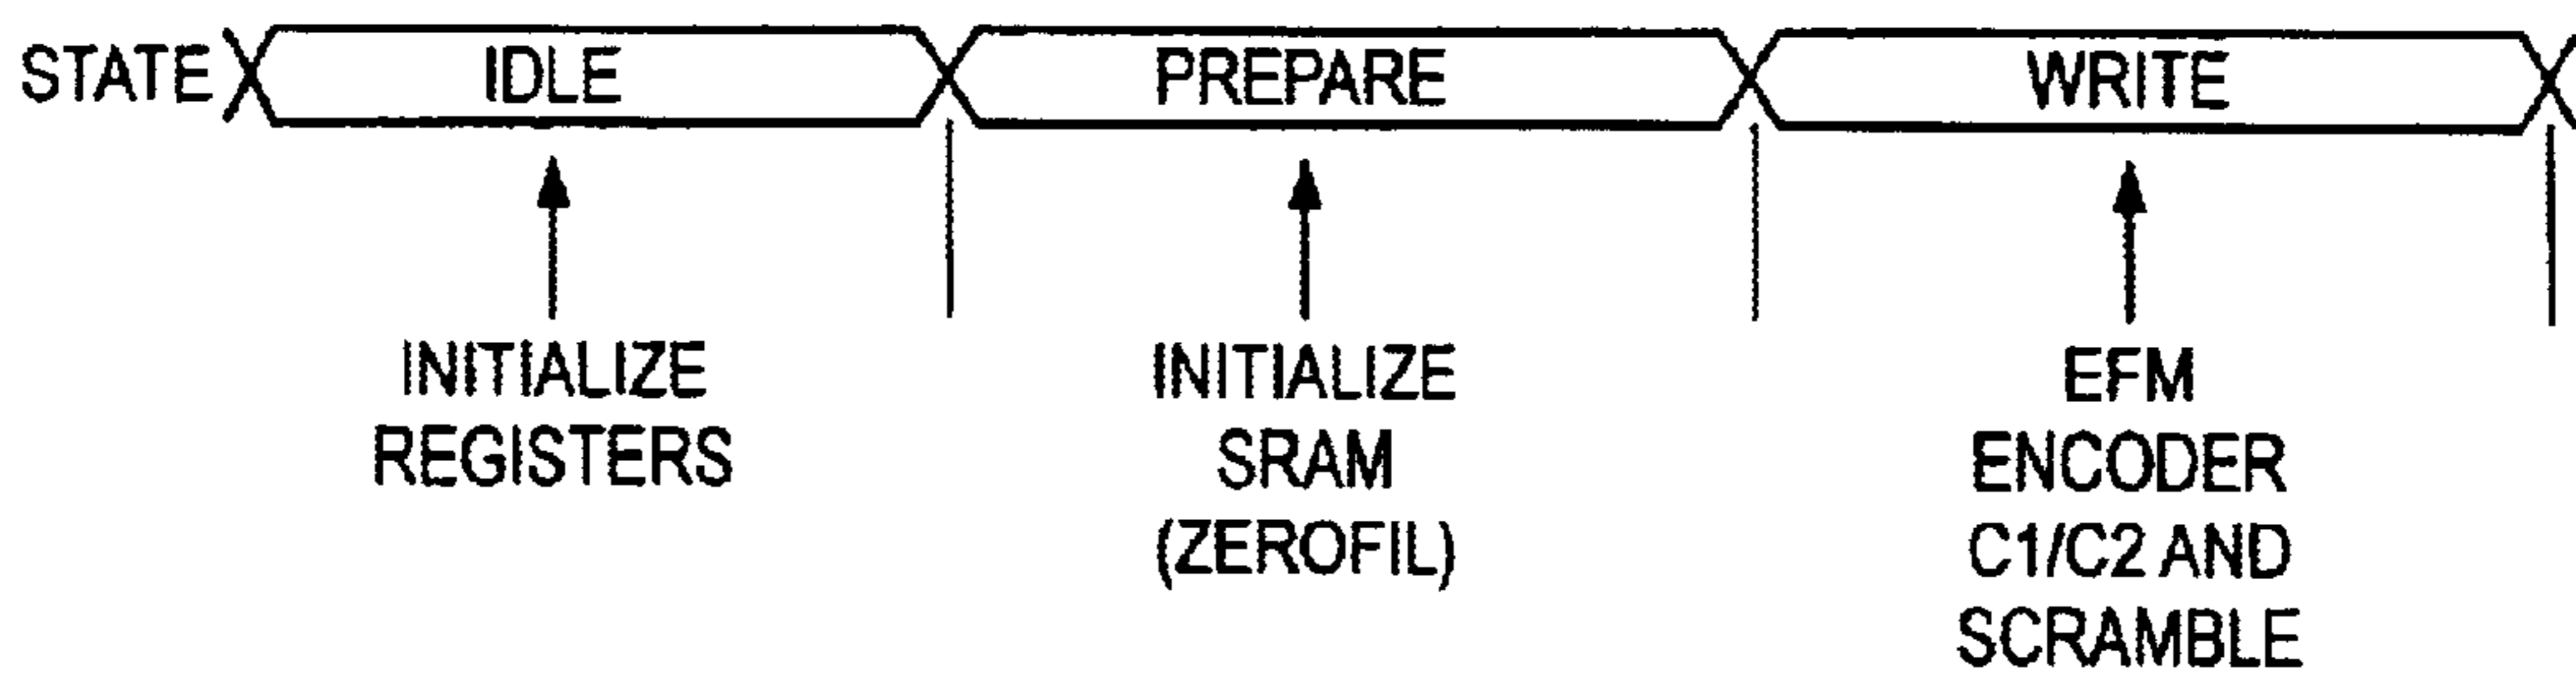 STATE IDLE PREPARE WRITE
INITIALIZE
REGISTERS
INITIALIZE
SRAM
(ZEROFIL)
EFM
ENCODER
C1/C2 AND
SCRAMBLE